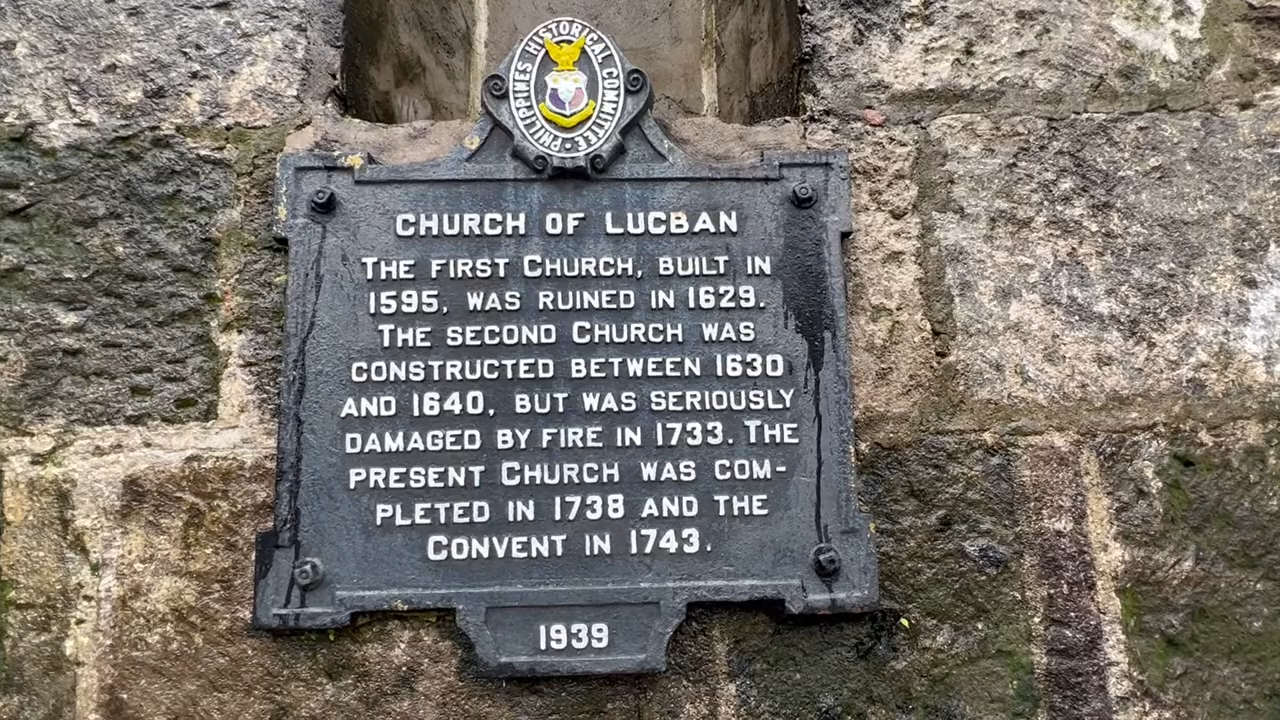 PHILIPPINES HISTORICAL COMMITTEE
CHURCH OF LUCBAN
THE FIRST CHURCH, BUILT IN
1595, WAS RUINED IN 1629.
THE SECOND CHURCH WAS
CONSTRUCTED BETWEEN 1630
AND 1640, BUT WAS SERIOUSLY
DAMAGED BY FIRE IN 1733. THE
PRESENT CHURCH WAS COM-
PLETED IN 1738 AND THE
CONVENT IN 1743.
1939